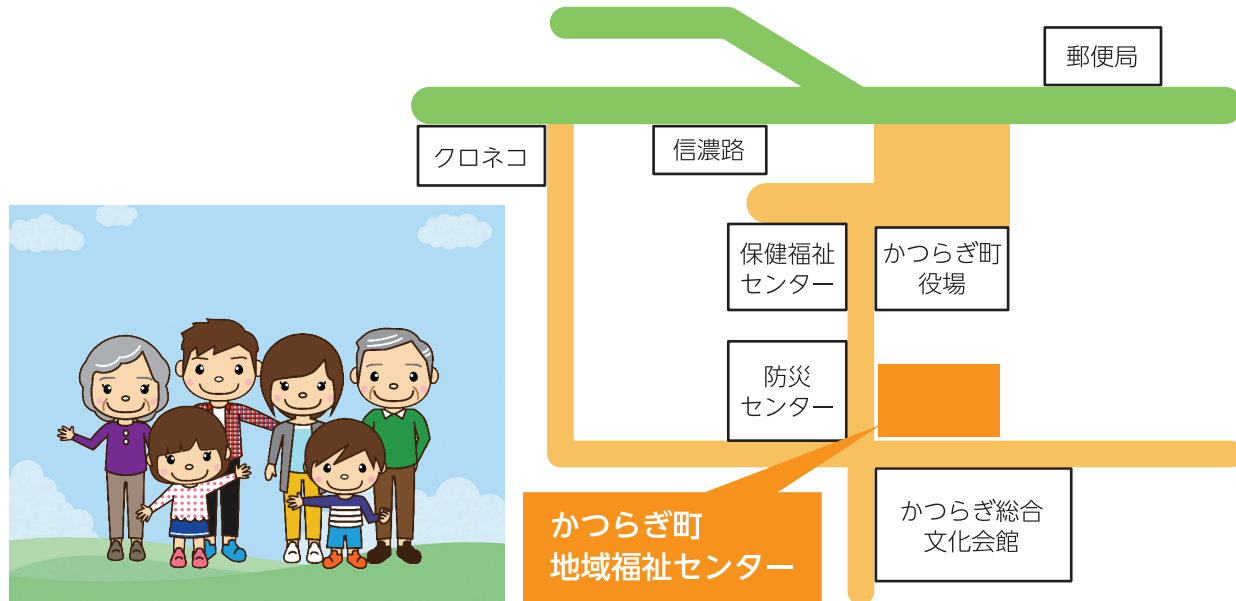 郵便局
クロネコ
信濃路
保健福祉
センター
かつらぎ町
役場
防災
センター
かつらぎ町
地域福祉センター
かつらぎ総合
文化会館